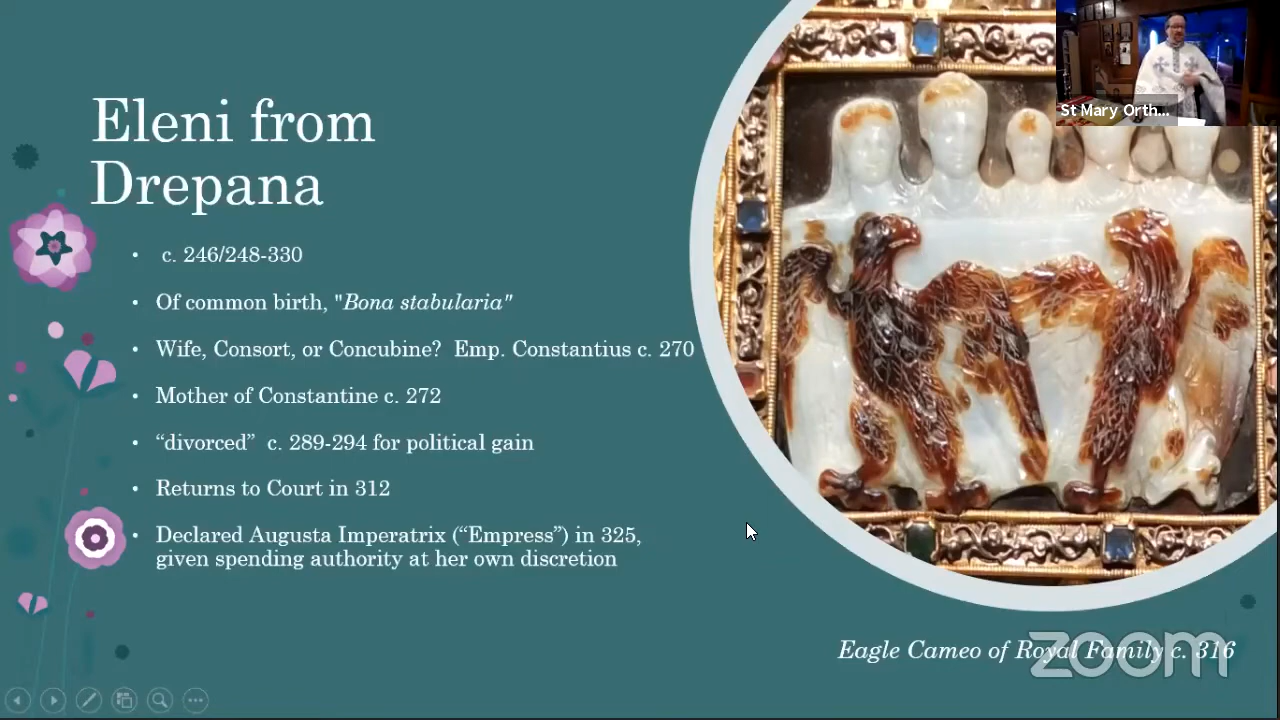 St Mary Orth...
Eleni from
Drepana
• c. 246/248-330
• Of common birth, "Bona stabularia"
• Wife, Consort, or Concubine? Emp. Constantius c. 270
• Mother of Constantine c. 272
• “divorced” c. 289-294 for political gain
• Returns to Court in 312
• Declared Augusta Imperatrix (“Empress”) in 325,
given spending authority at her own discretion
Eagle Cameo of Royal Family c. 316
zoom